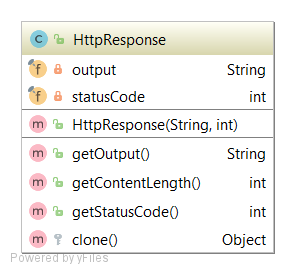 C HttpResponse
f output String
f statusCode int
m HttpResponse(String, int)
m getOutput() String
m getContentLength() int
m getStatusCode() int
m clone() Object
Powered by yFiles